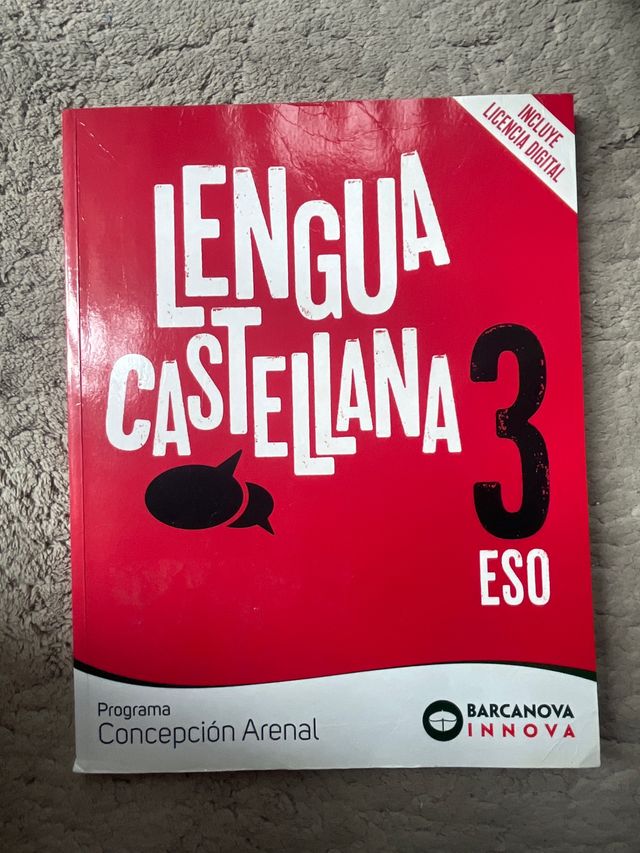 INCLUYE
LICENCIA DIGITAL
LENGUA
CASTELLANA 3
ESO
Programa
Concepción Arenal
BARCANOVA
INNOVA